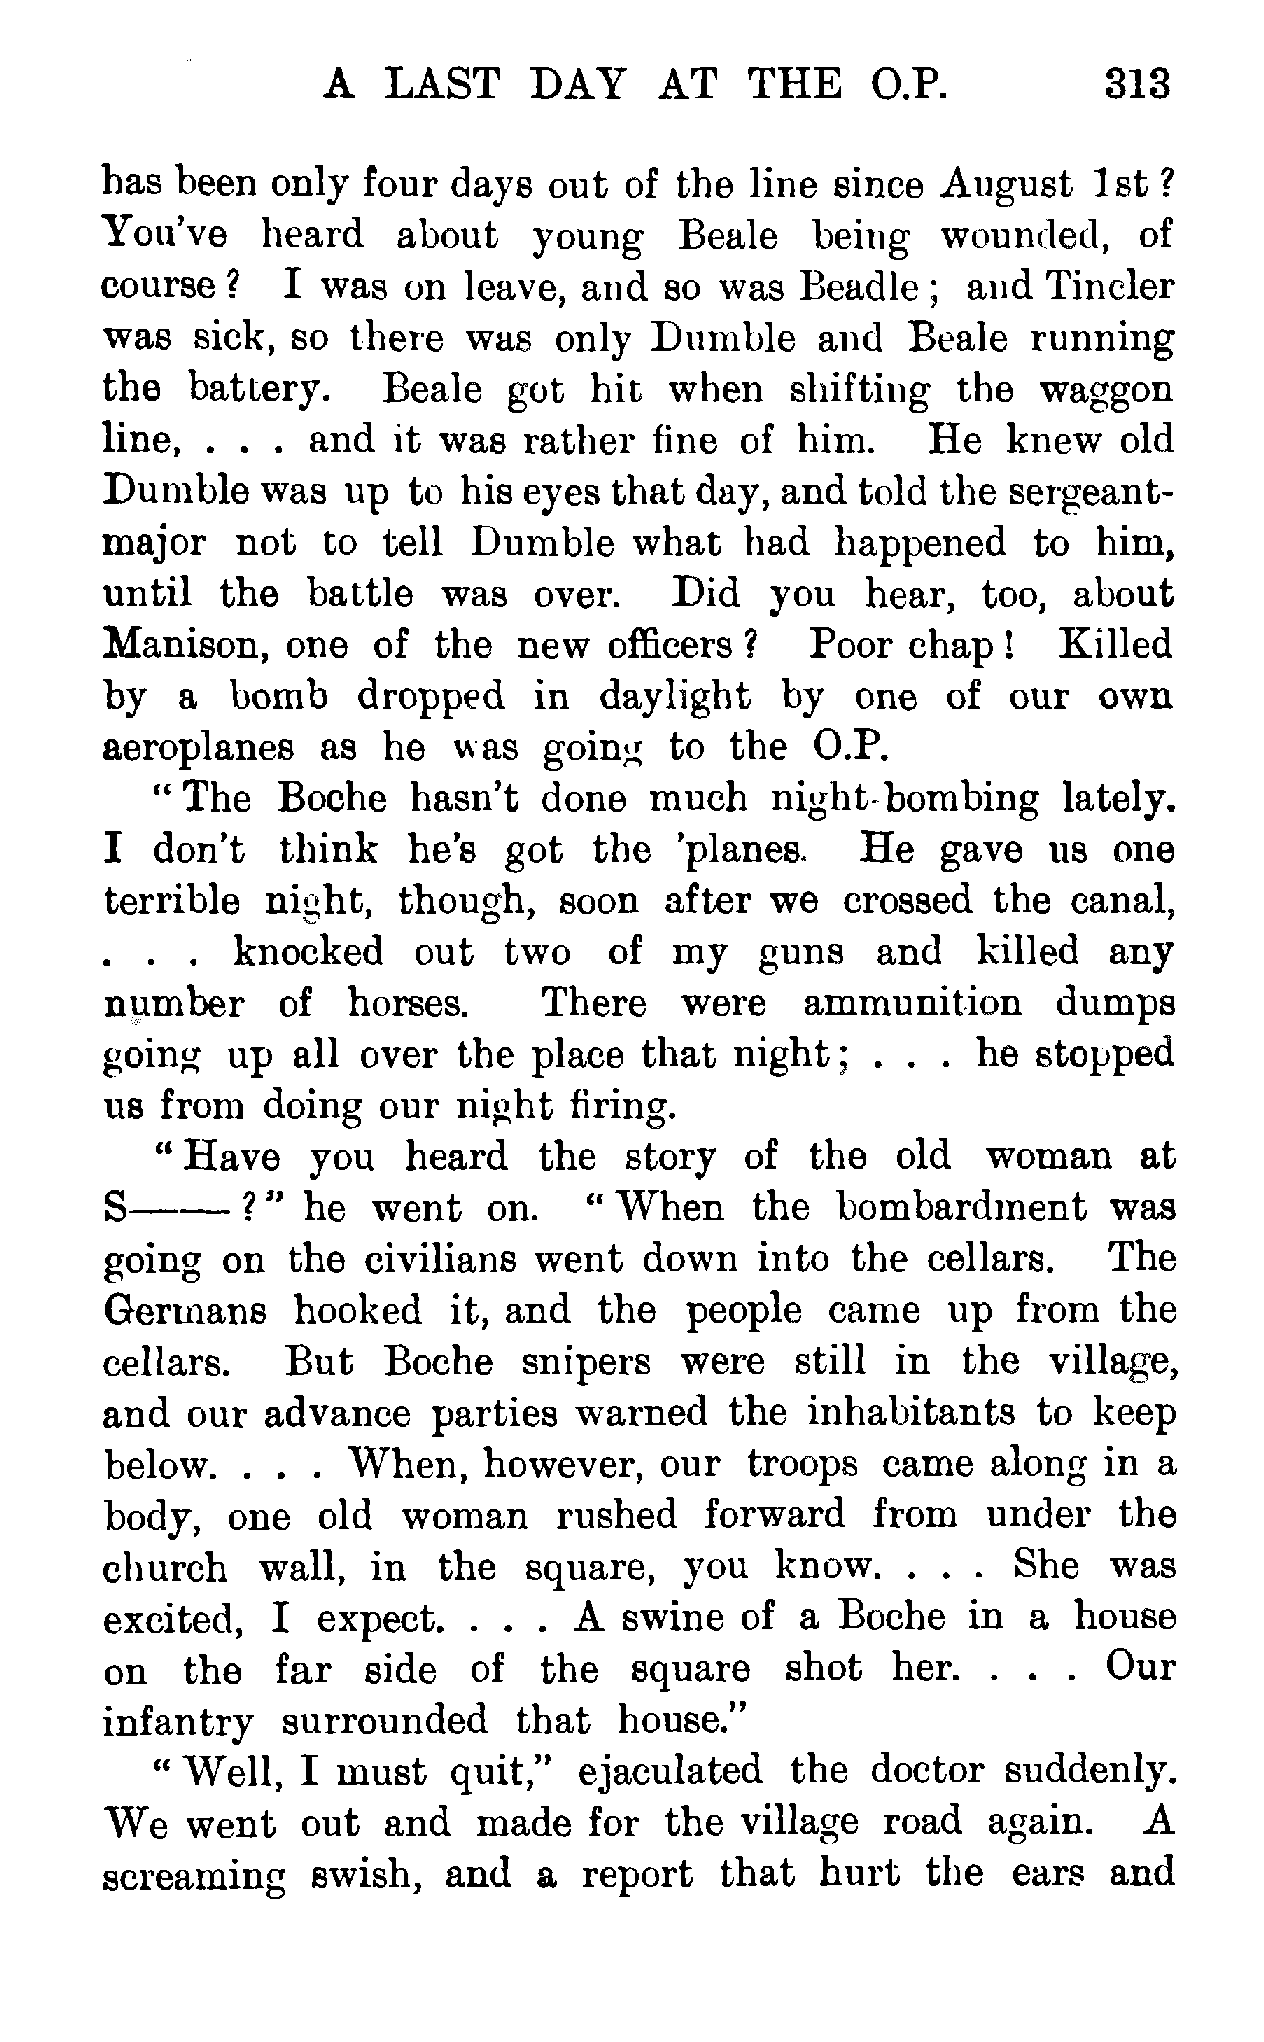 A LAST DAY AT THE O.P. 313
has been only four days out of the line since August 1st ?
You've heard about young Beale being wounded, of
course ? I was on leave, and so was Beadle ; and Tincler
was sick, so there was only Dumble and Beale running
the battery. Beale got hit when shifting the waggon
line, . . . and it was rather fine of him. He knew old
Dumble was up to his eyes that day, and told the sergeant-
major not to tell Dumble what had happened to him,
until the battle was over. Did you hear, too, about
Manison, one of the new officers ? Poor chap ! Killed
by a bomb dropped in daylight by one of our own
aeroplanes as he was going to the O.P.
“ The Boche hasn't done much night-bombing lately.
I don't think he's got the 'planes. He gave us one
terrible night, though, soon after we crossed the canal,
. . . knocked out two of my guns and killed any
number of horses. There were ammunition dumps
going up all over the place that night ; . . . he stopped
us from doing our night firing.
“ Have you heard the story of the old woman at
S—— ? ” he went on. “ When the bombardment was
going on the civilians went down into the cellars. The
Germans hooked it, and the people came up from the
cellars. But Boche snipers were still in the village,
and our advance parties warned the inhabitants to keep
below. . . . When, however, our troops came along in a
body, one old woman rushed forward from under the
church wall, in the square, you know. . . . She was
excited, I expect. . . . A swine of a Boche in a house
on the far side of the square shot her. . . . Our
infantry surrounded that house.”
“ Well, I must quit,” ejaculated the doctor suddenly.
We went out and made for the village road again. A
screaming swish, and a report that hurt the ears and